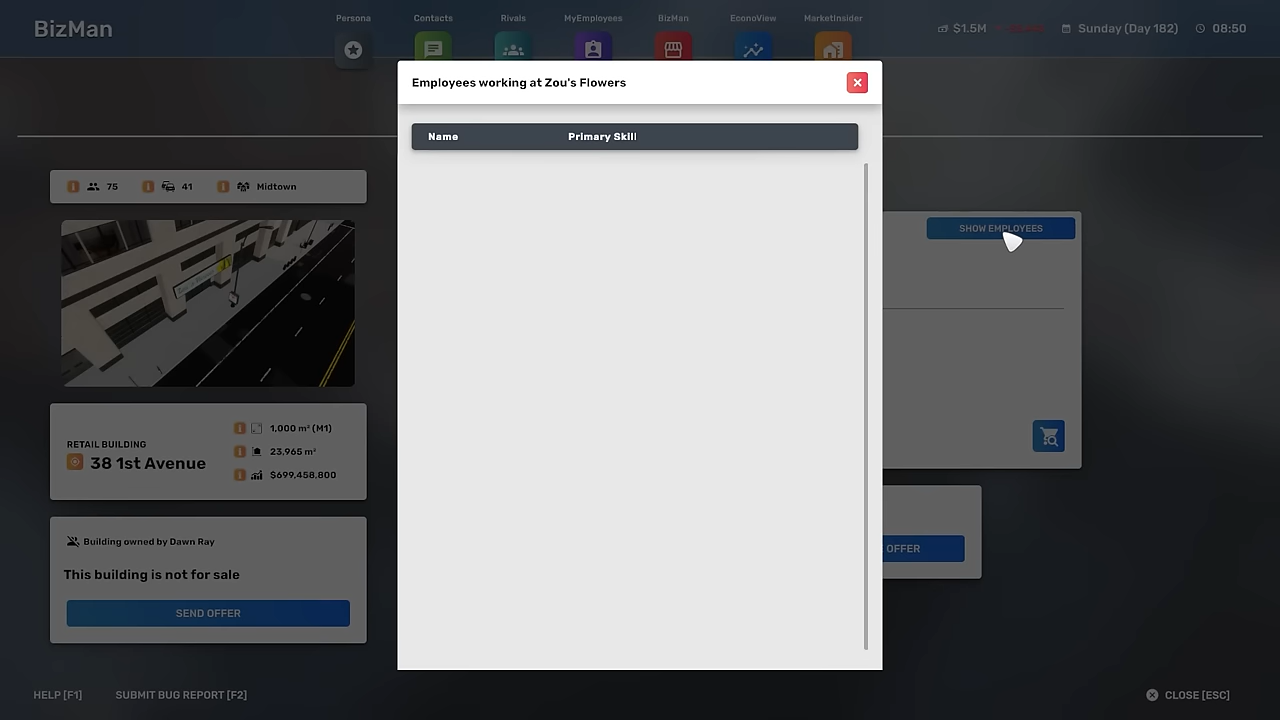 BizMan
Persona
Contacts
Rivals
MyEmployees
BizMan
EconoView
MarketInsider
$1.5M
Sunday (Day 182)
08:50
Employees working at Zou's Flowers
Name
Primary Skill
75
41
Midtown
SHOW EMPLOYEES
RETAIL BUILDING
38 1st Avenue
1,000 m² (M1)
23,965 m²
$699,458,800
OFFER
Building owned by Dawn Ray
This building is not for sale
SEND OFFER
HELP [F1]
SUBMIT BUG REPORT [F2]
CLOSE [ESC]